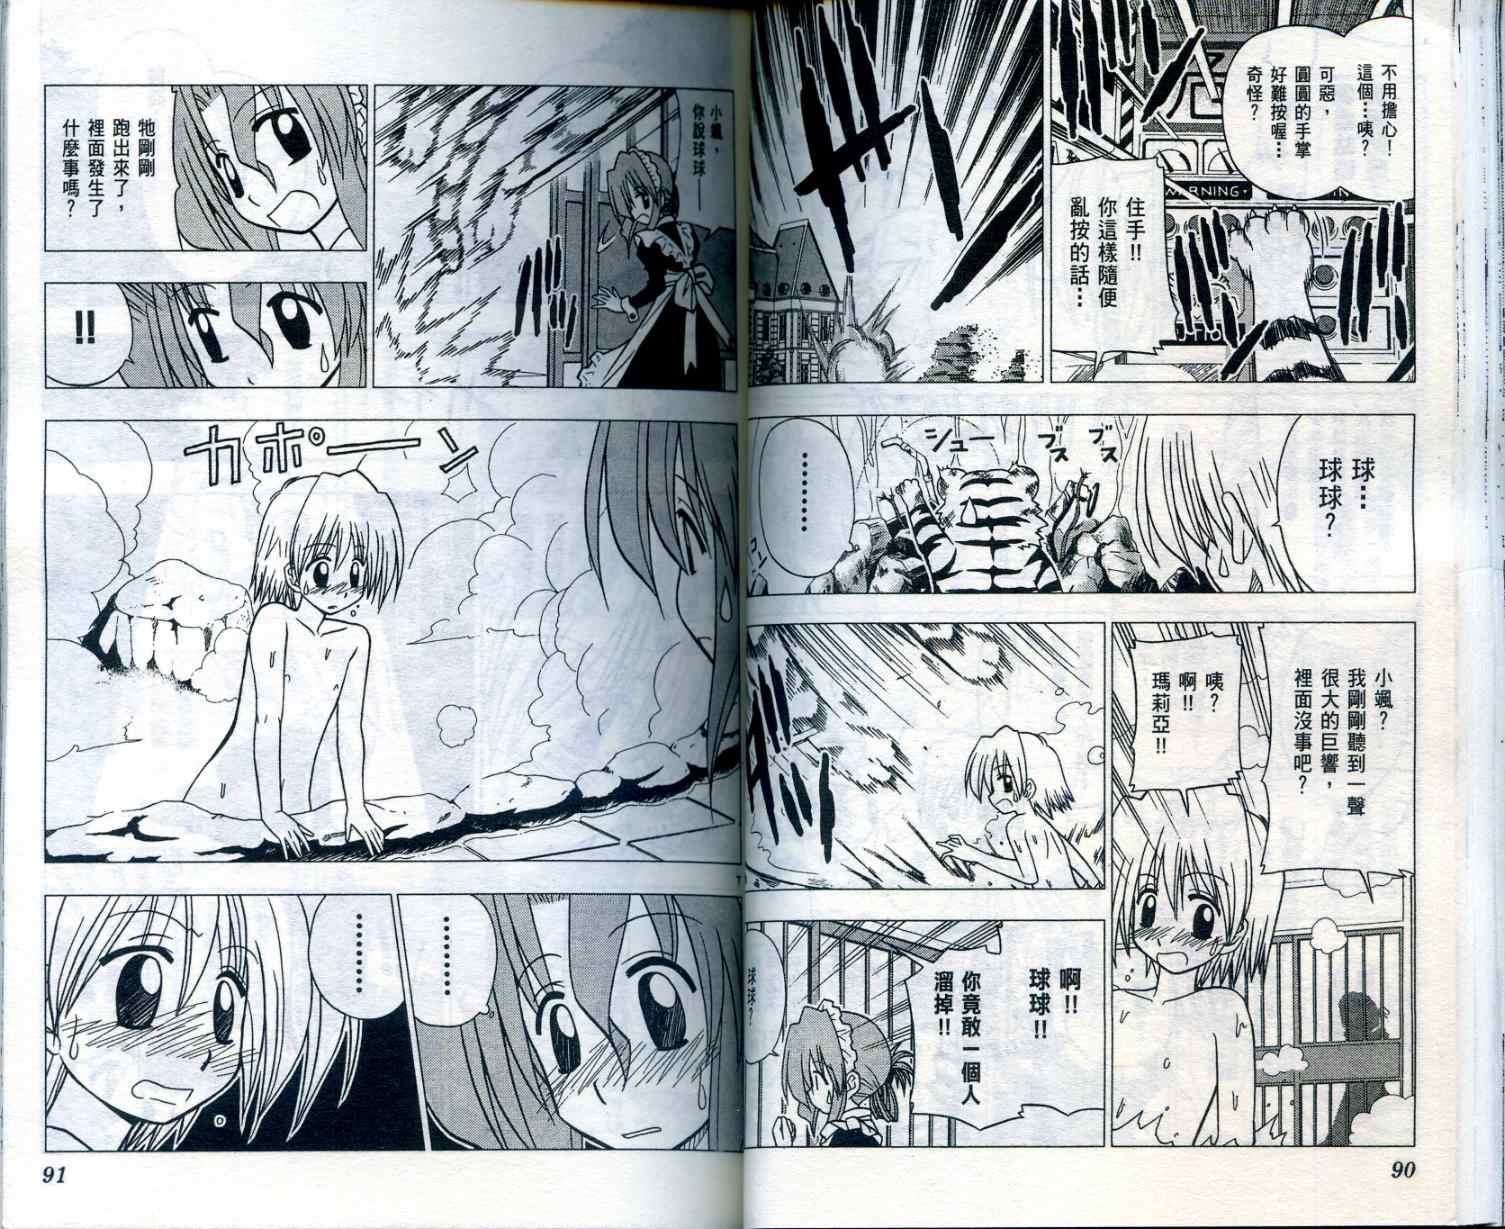 不用擔心！
這個…咦？
可惡，
圓圓的手掌
好難按喔…
奇怪？
WARNING
住手!!
你這樣隨便
亂按的話…
球…
球球？
ブス
ブス
シュー
………
小颯？
我剛剛聽到一聲
很大的巨響，
裡面沒事吧？
咦？
啊!!
瑪莉亞!!
啊!!
球球!!
你竟敢一個人
溜掉!!
球球？
90
小颯，
你說球球——
牠剛剛
跑出來了，
裡面發生了
什麼事嗎？
!!
カポーン
………
………
91